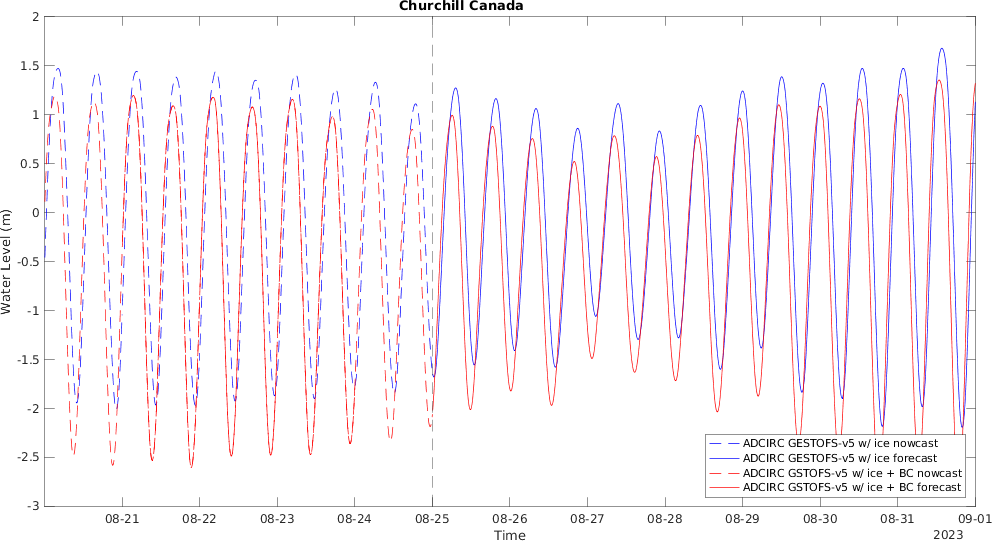 Churchill Canada
2
1.5
1
0.5
0
-0.5
-1
-1.5
-2
-2.5
-3
Water Level (m)
ADCIRC GESTOFS-v5 w/ ice nowcast
ADCIRC GESTOFS-v5 w/ ice forecast
ADCIRC GSTOFS-v5 w/ ice + BC nowcast
ADCIRC GSTOFS-v5 w/ ice + BC forecast
08-21 08-22 08-23 08-24 08-25 08-26 08-27 08-28 08-29 08-30 08-31 09-01
Time
2023